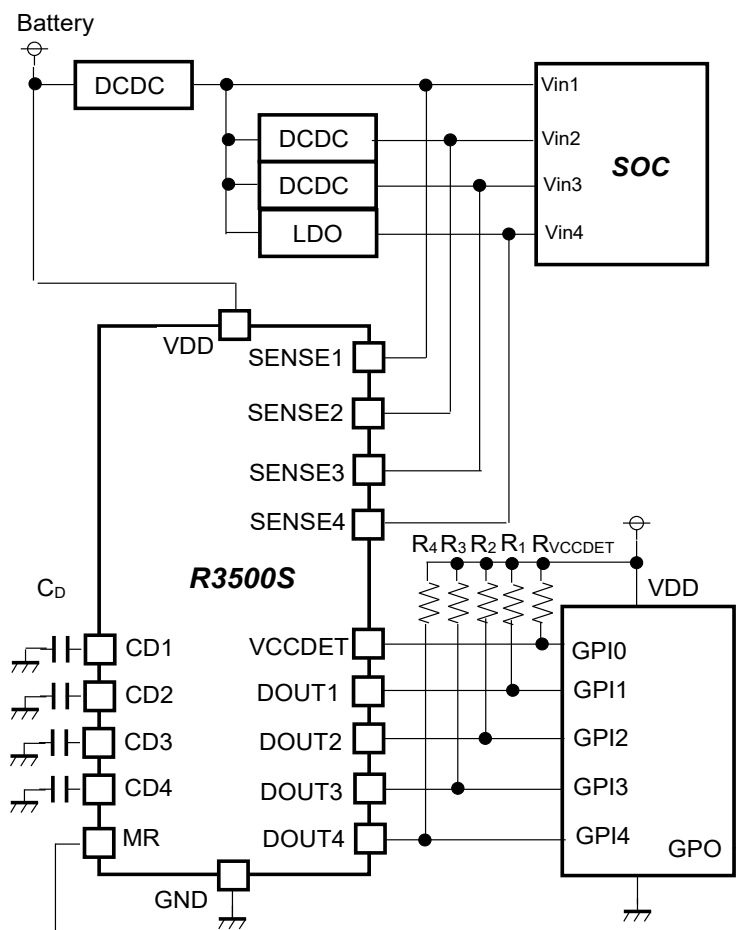 Battery
DCDC
Vin1
DCDC
Vin2
SOC
DCDC
Vin3
LDO
Vin4
VDD
SENSE1
SENSE2
SENSE3
SENSE4
R4 R3 R2 R1 RVCCDET
R3500S
VDD
CD
CD1
VCCDET
GPI0
CD2
DOUT1
GPI1
CD3
DOUT2
GPI2
CD4
DOUT3
GPI3
MR
DOUT4
GPI4
GPO
GND